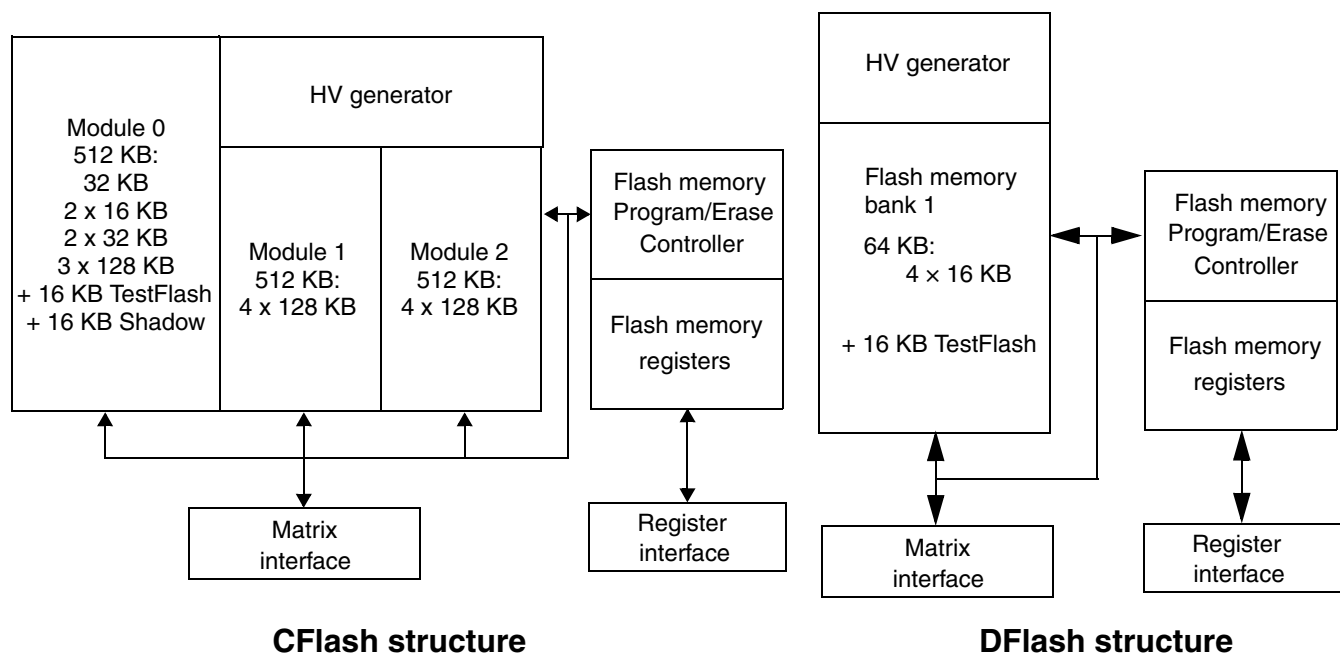 HV generator
Module 0
512 KB:
32 KB
2 x 16 KB
2 x 32 KB
3 x 128 KB
+ 16 KB TestFlash
+ 16 KB Shadow
Module 1
512 KB:
4 x 128 KB
Module 2
512 KB:
4 x 128 KB
Flash memory
Program/Erase
Controller
Flash memory
registers
Matrix
interface
Register
interface
CFlash structure
HV generator
Flash memory
bank 1
64 KB:
4 × 16 KB
+ 16 KB TestFlash
Flash memory
Program/Erase
Controller
Flash memory
registers
Matrix
interface
Register
interface
DFlash structure